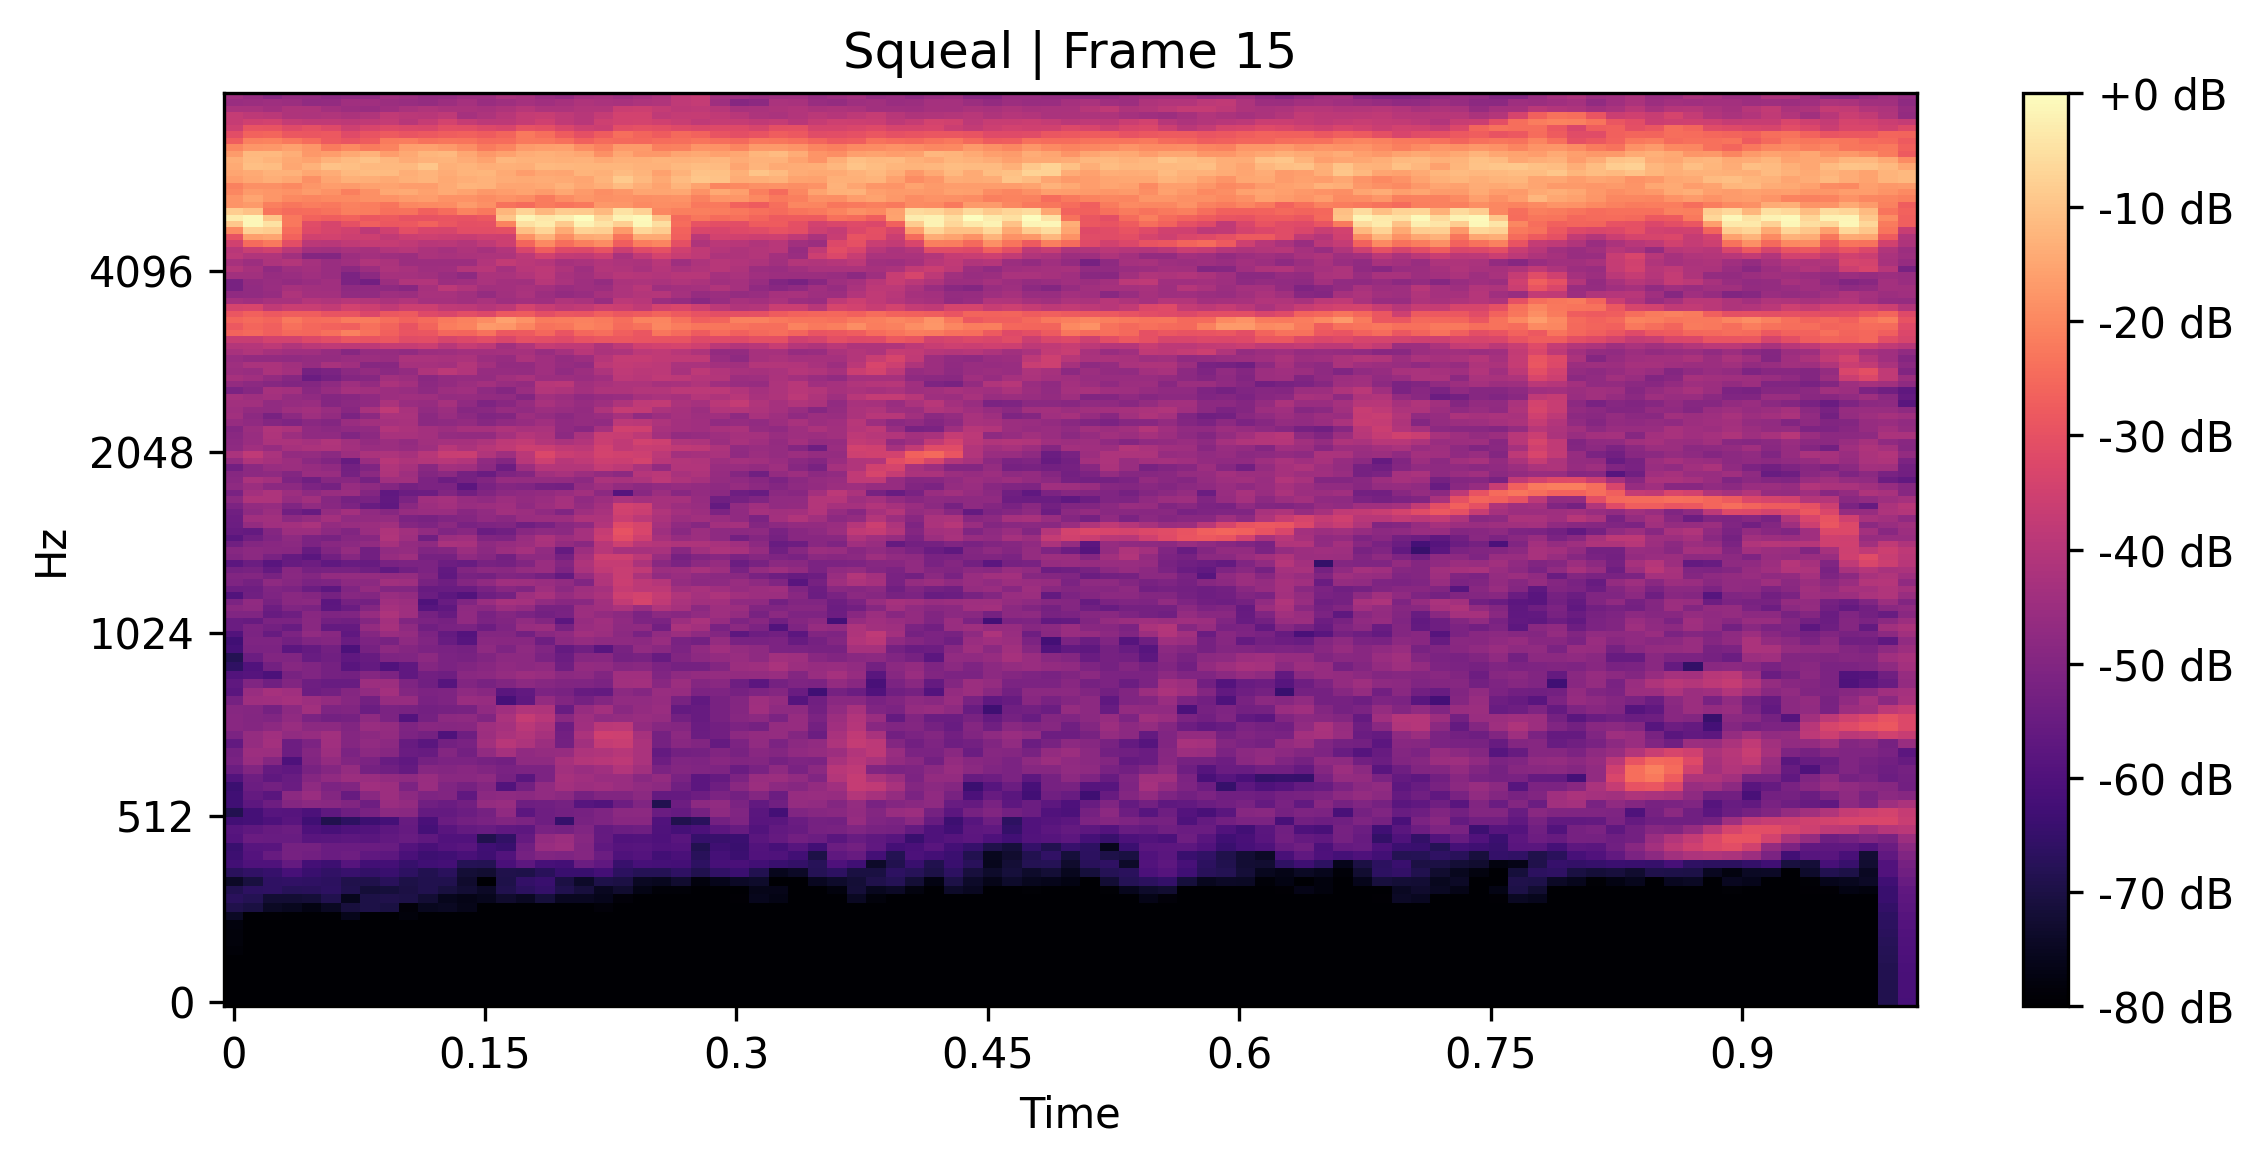 Squeal | Frame 15
+0 dB
-10 dB
-20 dB
-30 dB
-40 dB
-50 dB
-60 dB
-70 dB
-80 dB
4096
2048
1024
512
0
Hz
0 0.15 0.3 0.45 0.6 0.75 0.9
Time